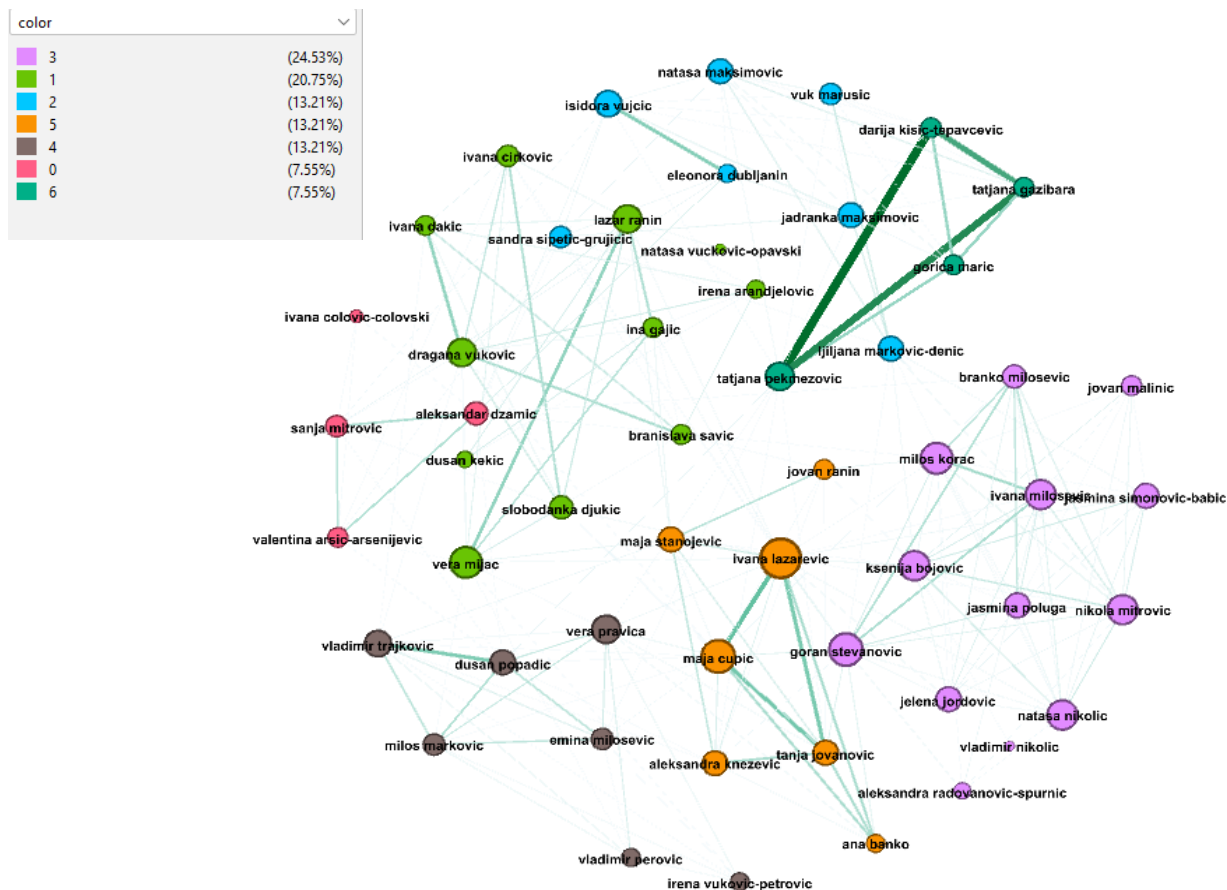 color
3 (24.53%)
1 (20.75%)
2 (13.21%)
5 (13.21%)
4 (13.21%)
0 (7.55%)
6 (7.55%)
natasa maksimovic
vuk marusic
isidora vujcic
darija kisic-tepavcevic
ivana cirkovic
eleonora dubljanin
tatjana gazibara
lazar ranin
jadranka maksimovic
ivana dakic
sandra sipetic-grujicic
natasa vuckovic-opavski
gorica maric
irena arandjelovic
ivana colovic-colovski
ina gajic
ljiljana markovic-denic
dragana vukovic
tatjana pekmezovic
branko milosevic
jovan malinic
aleksandar dzamic
sanja mitrovic
branislava savic
dusan kekic
milos korac
jovan ranin
ivana milosevic
jasmina simonovic-babic
slobodanka djukic
valentina arsic-arsenijevic
maja stanojevic
ivana lazarevic
vera mijac
ksenija bojovic
jasmina poluga
nikola mitrovic
vera pravica
vladimir trajkovic
dusan popadic
maja cupic
goran stevanovic
jelena jordovic
natasa nikolic
milos markovic
emina milosevic
vladimir nikolic
tanja jovanovic
aleksandra knezevic
aleksandra radovanovic-spurnic
ana banko
vladimir perovic
irena vukovic-petrovic